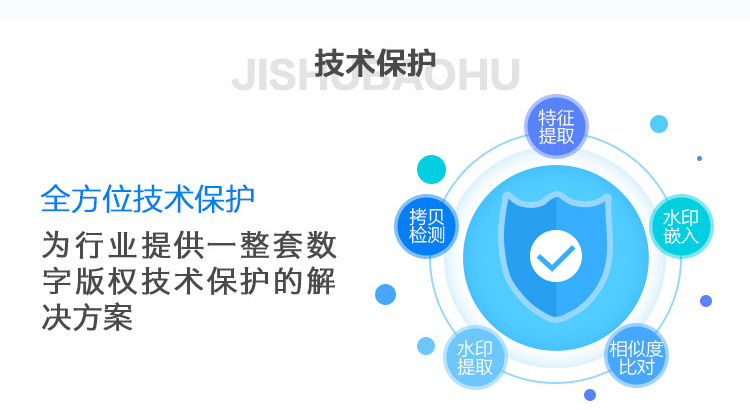 技术保护
JISHUBAOHU
特征
提取
全方位技术保护
为行业提供一整套数
字版权技术保护的解
决方案
拷贝
检测
水印
嵌入
水印
提取
相似度
比对